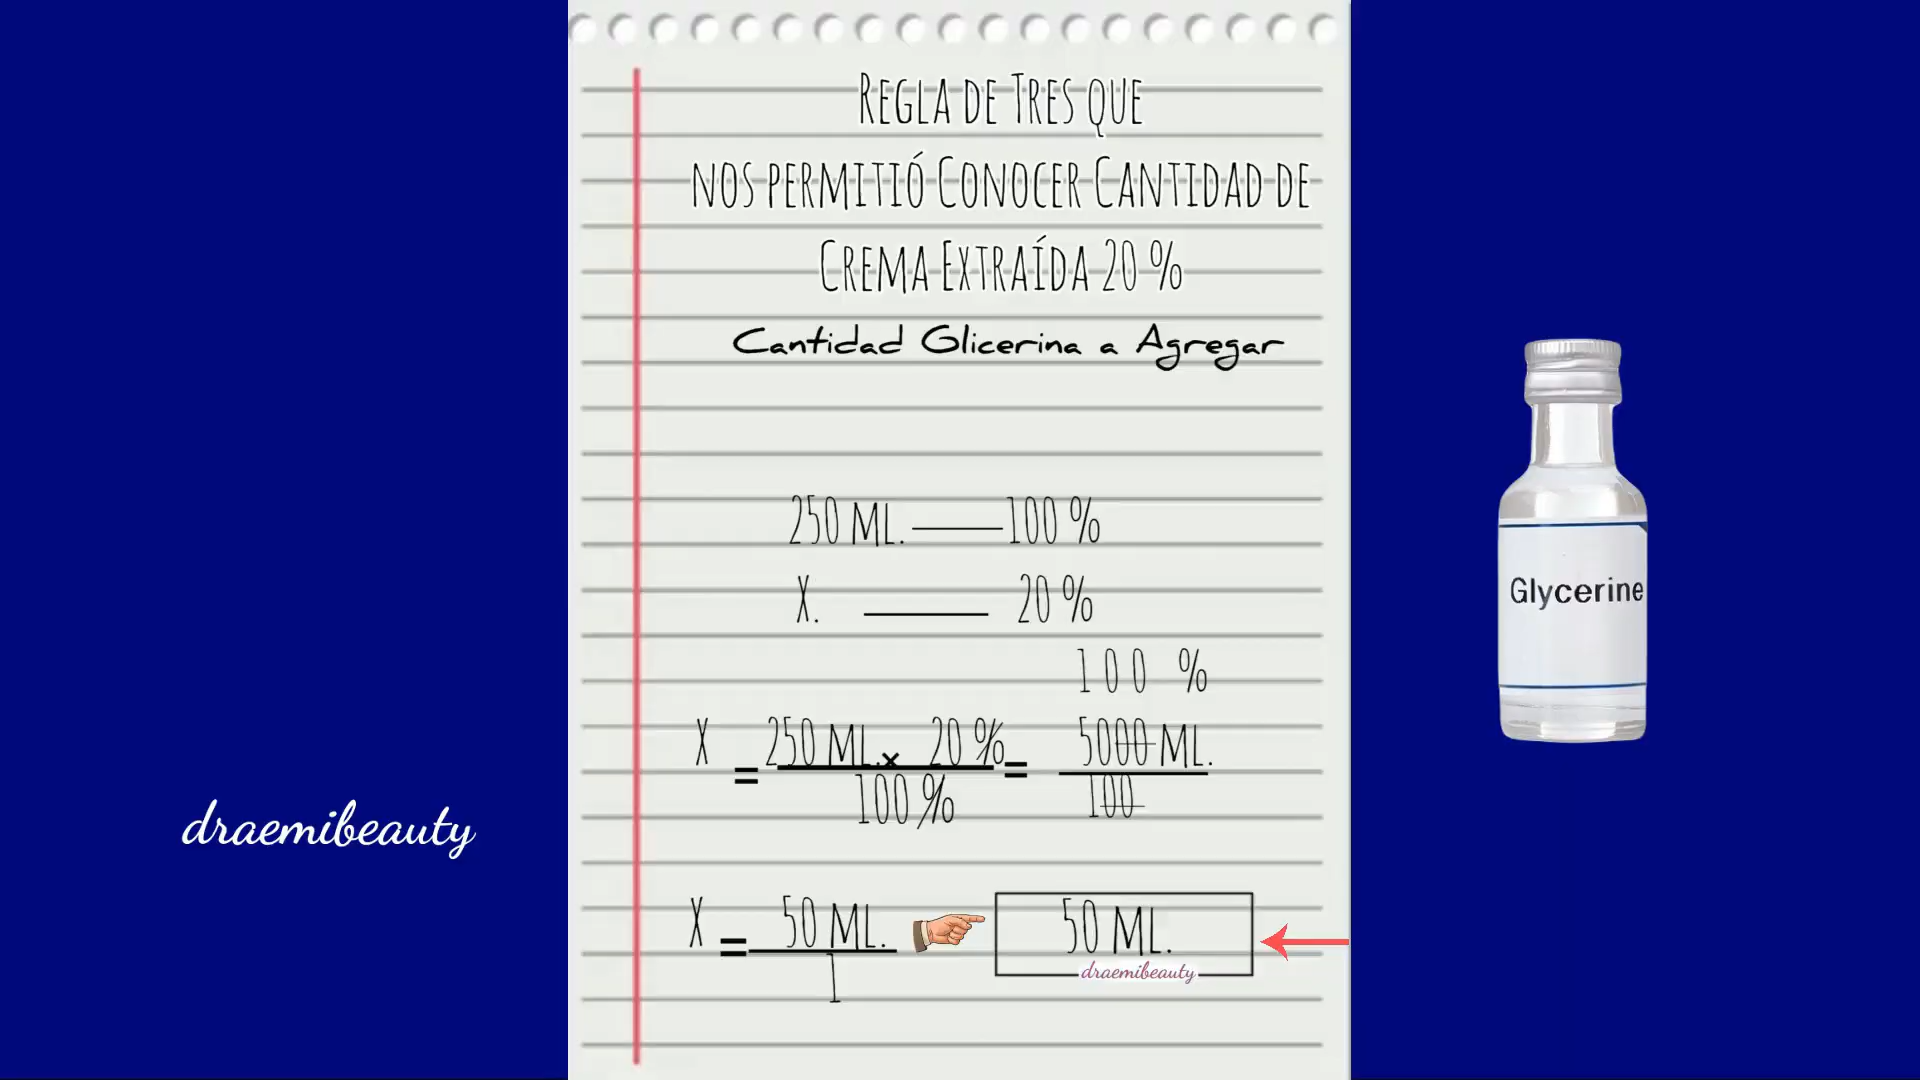 REGLA DE TRES QUE
NOS PERMITIÓ CONOCER CANTIDAD DE
CREMA EXTRAÍDA 20 %
Cantidad Glicerina a Agregar
250 ML. ——— 100 %
X. ——— 20 %
100 %
X = 250 ML. x 20 % = 5000 ML.
100 % 100
X = 50 ML. 50 ML.
1
draemibeauty
Glycerine
draemibeauty